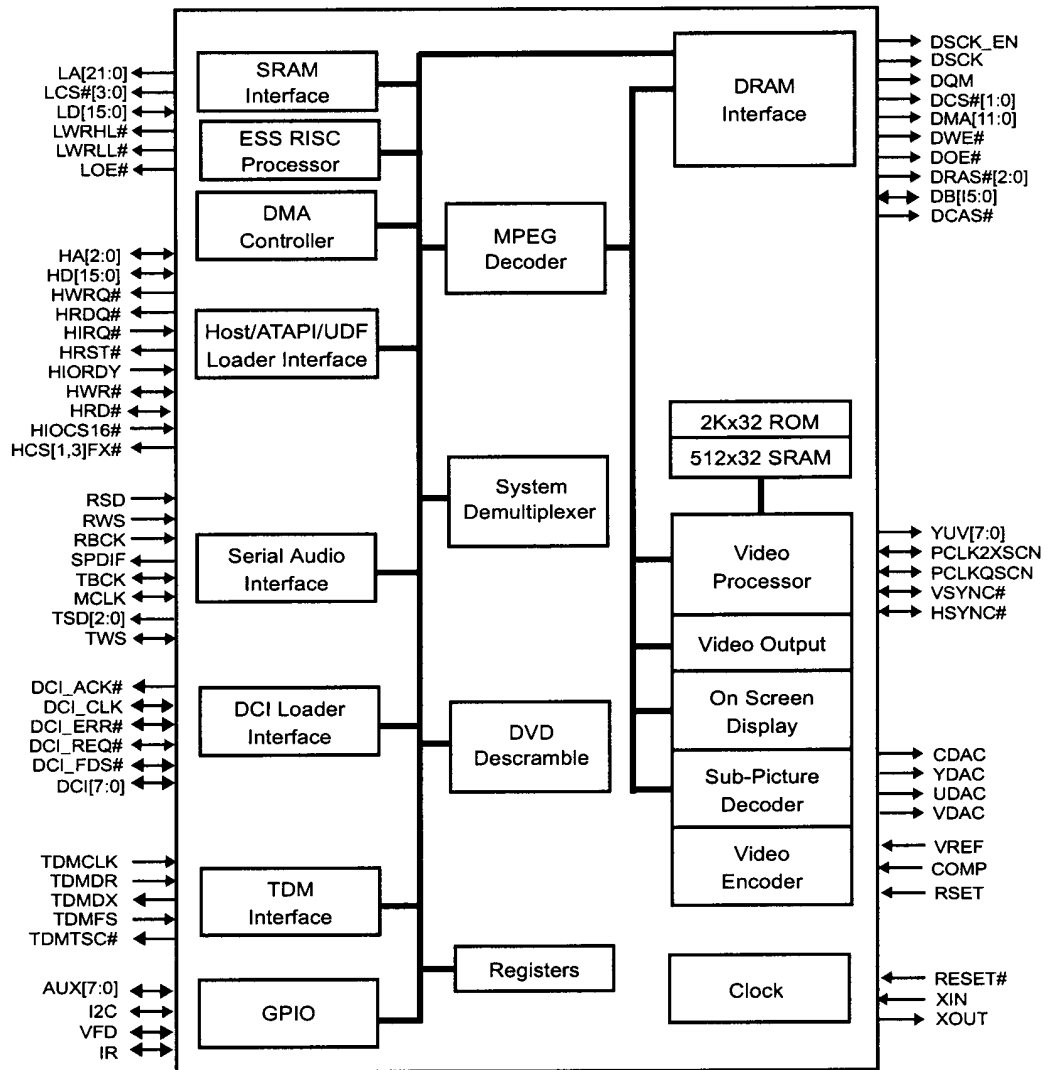 LA[21:0]
LCS#[3:0]
LD[15:0]
LWRHL#
LWRLL#
LOE#
HA[2:0]
HD[15:0]
HWRQ#
HRDQ#
HIRQ#
HRST#
HIORDY
HWR#
HRD#
HIOCS16#
HCS[1,3]FX#
RSD
RWS
RBCK
SPDIF
TBCK
MCLK
TSD[2:0]
TWS
DCI_ACK#
DCI_CLK
DCI_ERR#
DCI_REQ#
DCI_FDS#
DCI[7:0]
TDMCLK
TDMDR
TDMDX
TDMFS
TDMTSC#
AUX[7:0]
I2C
VFD
IR
SRAM
Interface
ESS RISC
Processor
DMA
Controller
Host/ATAPI/UDF
Loader Interface
Serial Audio
Interface
DCI Loader
Interface
TDM
Interface
GPIO
MPEG
Decoder
System
Demultiplexer
DVD
Descramble
Registers
DRAM
Interface
2Kx32 ROM
512x32 SRAM
Video
Processor
Video Output
On Screen
Display
Sub-Picture
Decoder
Video
Encoder
Clock
DSCK_EN
DSCK
DQM
DCS#[1:0]
DMA[11:0]
DWE#
DOE#
DRAS#[2:0]
DB[I5:0]
DCAS#
YUV[7:0]
PCLK2XSCN
PCLKQSCN
VSYNC#
HSYNC#
CDAC
YDAC
UDAC
VDAC
VREF
COMP
RSET
RESET#
XIN
XOUT